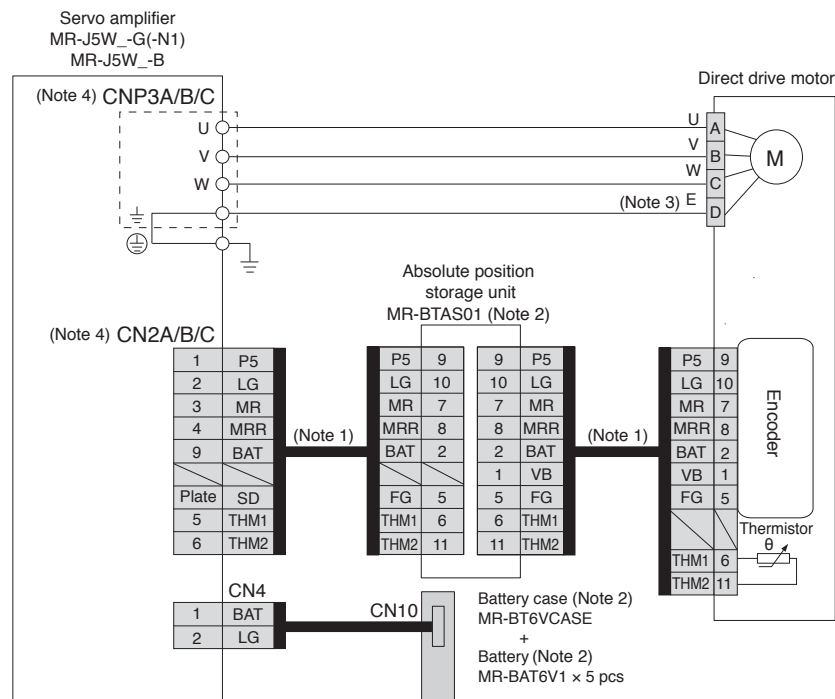 Servo amplifier
MR-J5W_-G(-N1)
MR-J5W_-B
Direct drive motor
(Note 4) CNP3A/B/C
U
V
W
U
V
W
(Note 3) E
A
B
C
D
M
Absolute position
storage unit
MR-BTAS01 (Note 2)
(Note 4) CN2A/B/C
1 P5
2 LG
3 MR
4 MRR
9 BAT
Plate SD
5 THM1
6 THM2
(Note 1)
P5 9
LG 10
MR 7
MRR 8
BAT 2
FG 5
THM1 6
THM2 11
9 P5
10 LG
7 MR
8 MRR
2 BAT
1 VB
5 FG
6 THM1
11 THM2
(Note 1)
P5 9
LG 10
MR 7
MRR 8
BAT 2
VB 1
FG 5
THM1 6
THM2 11
Encoder
Thermistor
θ
CN4
1 BAT
2 LG
CN10
Battery case (Note 2)
MR-BT6VCASE
+
Battery (Note 2)
MR-BAT6V1 × 5 pcs